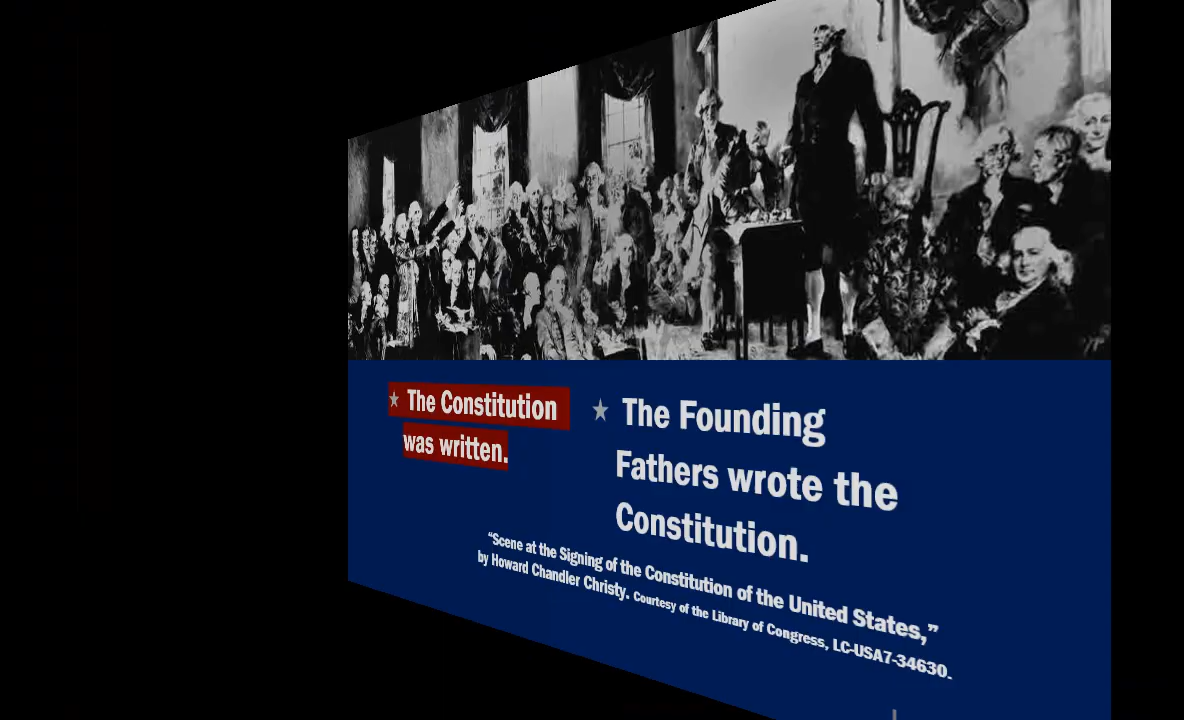 ★ The Constitution
was written.
★ The Founding
Fathers wrote the
Constitution.
“Scene at the Signing of the Constitution of the United States,”
by Howard Chandler Christy. Courtesy of the Library of Congress, LC-USA7-34630.